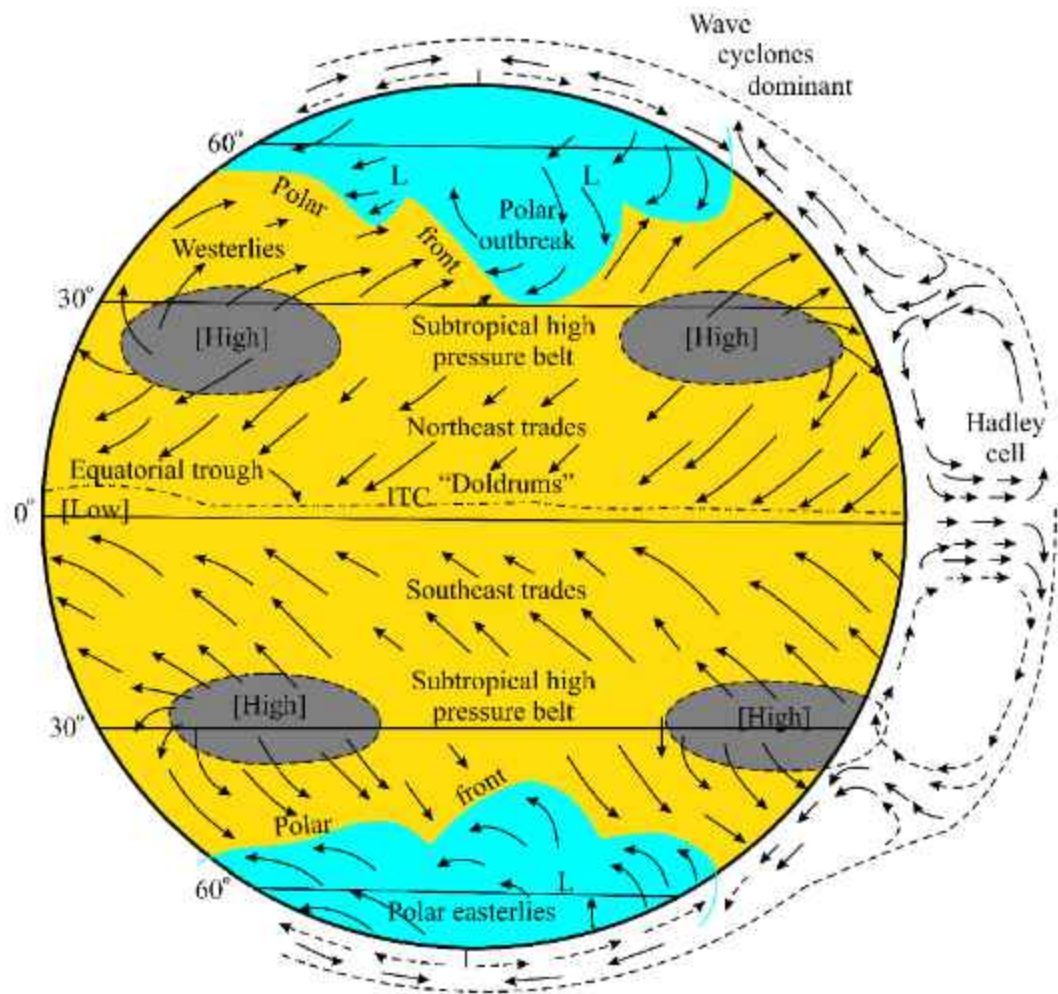 Wave
cyclones
dominant
60°
L
L
Polar
Polar
outbreak
front
Westerlies
30°
[High]
Subtropical high
pressure belt
[High]
Northeast trades
Hadley
cell
Equatorial trough
"Doldrums"
ITC
0°
[Low]
Southeast trades
Subtropical high
pressure belt
[High]
[High]
30°
front
Polar
60°
L
Polar easterlies